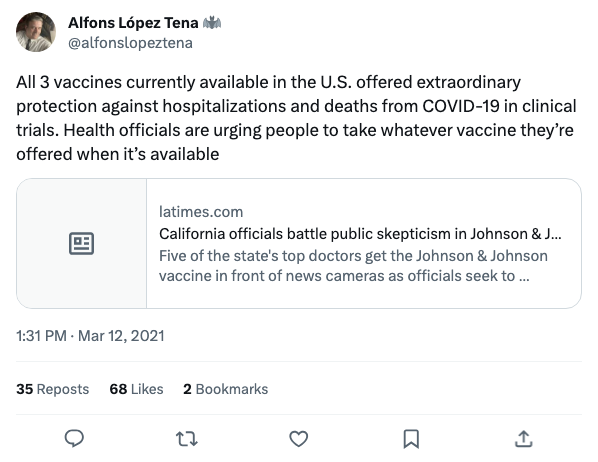 Alfons López Tena 🦇
@alfonslopeztena
All 3 vaccines currently available in the U.S. offered extraordinary
protection against hospitalizations and deaths from COVID-19 in clinical
trials. Health officials are urging people to take whatever vaccine they’re
offered when it’s available
latimes.com
California officials battle public skepticism in Johnson & J...
Five of the state's top doctors get the Johnson & Johnson
vaccine in front of news cameras as officials seek to ...
1:31 PM · Mar 12, 2021
35 Reposts 68 Likes 2 Bookmarks